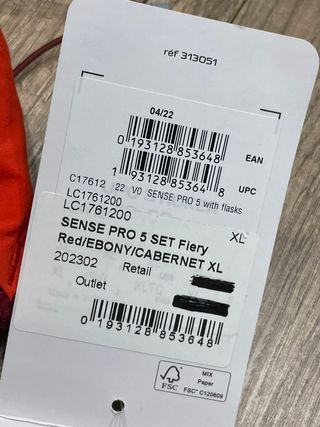 réf 313051
04/22
0 193128 853648 EAN
1 93128 85364 8 UPC
C17612 22 V0 SENSE PRO 5 with flasks
LC1761200
LC1761200
SENSE PRO 5 SET Fiery XL
Red/EBONY/CABERNET XL
202302 Retail
Outlet
0 193128 853648
FSC
MIX
Paper
FSC™ C120609